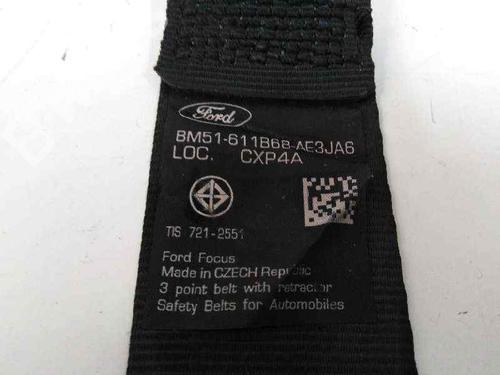 Ford
BM51-611B68-AE3JA6
LOC. CXP4A
TIS 721-2551
Ford Focus
Made in CZECH Republic
3 point belt with retractor
Safety Belts for Automobiles